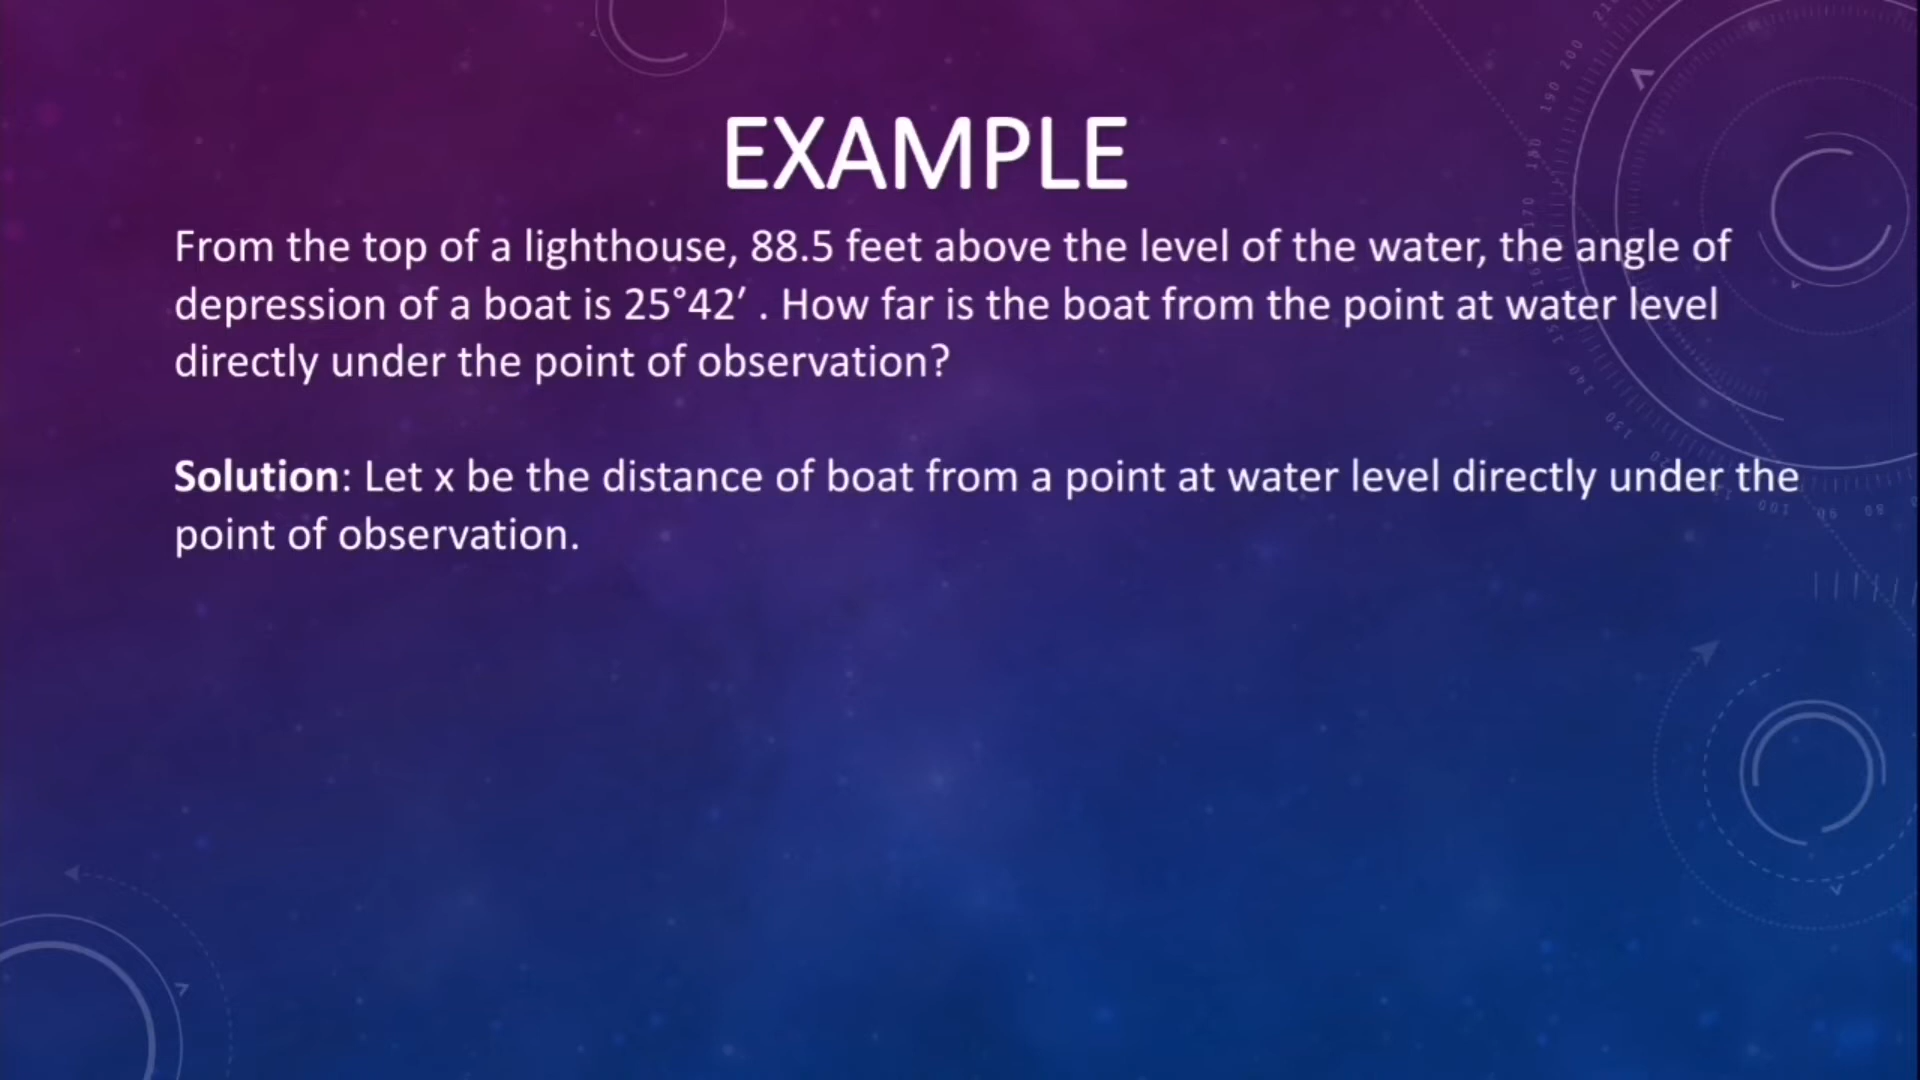 EXAMPLE
From the top of a lighthouse, 88.5 feet above the level of the water, the angle of
depression of a boat is 25°42′ . How far is the boat from the point at water level
directly under the point of observation?
Solution: Let x be the distance of boat from a point at water level directly under the
point of observation.